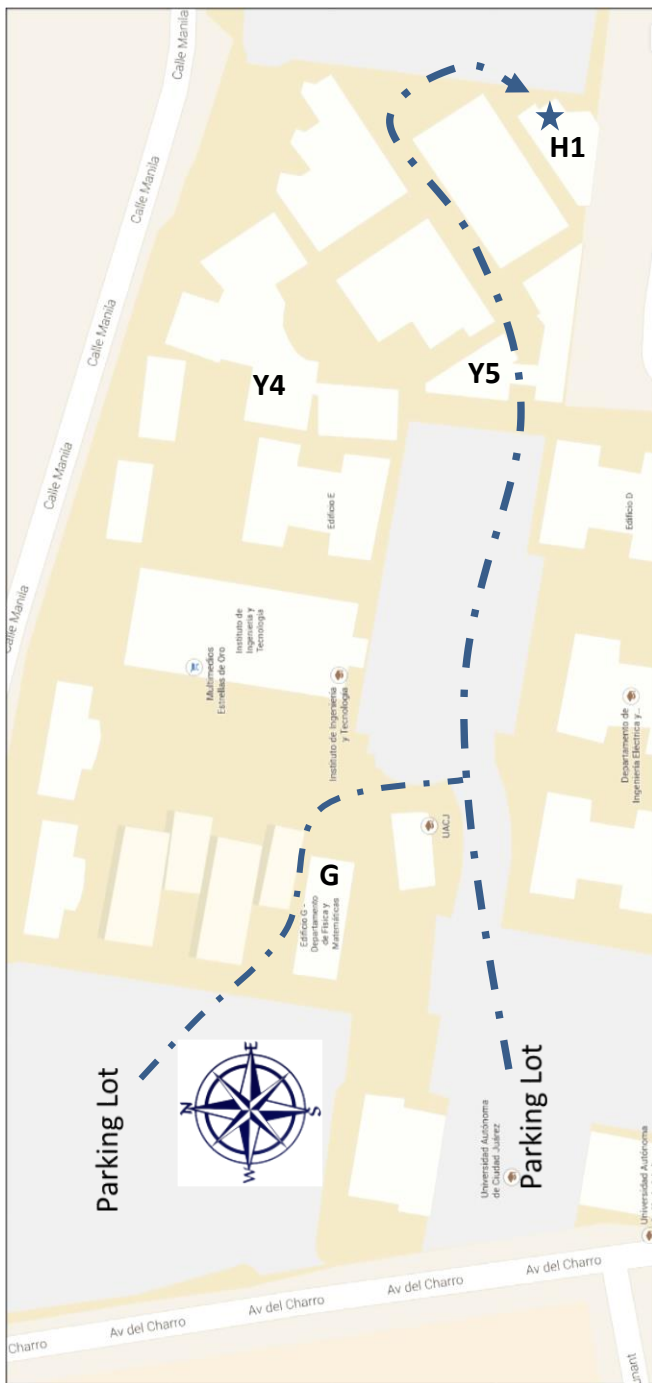 Calle Manila
Calle Manila
Calle Manila
Calle Manila
Calle Manila
H1
Y4
Y5
Edificio E
Edificio D
Instituto de
Ingeniería y
Tecnología
Multimedios
Estrellas de Oro
Instituto de Ingeniería
y Tecnología
Departamento de
Ingeniería Eléctrica y...
UACJ
G
Edificio G -
Departamento
de Física y
Matemáticas
Parking Lot
N
E
S
W
Universidad Autónoma
de Ciudad Juárez
Parking Lot
Universidad Autónoma
Charro
Av del Charro
Av del Charro
Av del Charro
Av del Charro
unant